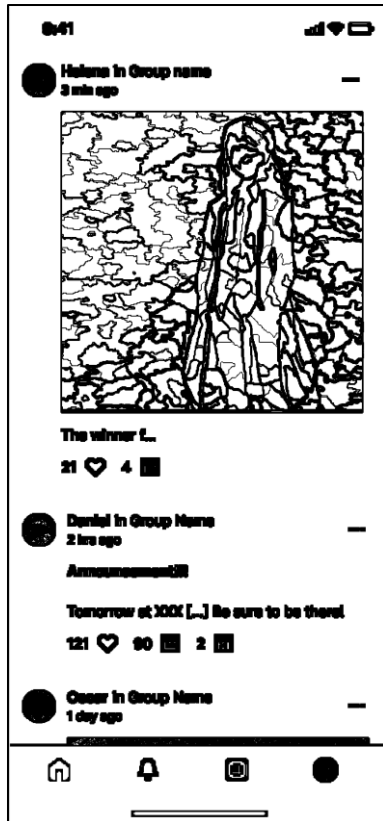 9:41
Helena in Group name
3 min ago
The winner f...
21 4
Daniel in Group Name
2 hrs ago
Announcement!!!
Tomorrow at XXX [...] Be sure to be there!
121 90 2
Oscar in Group Name
1 day ago